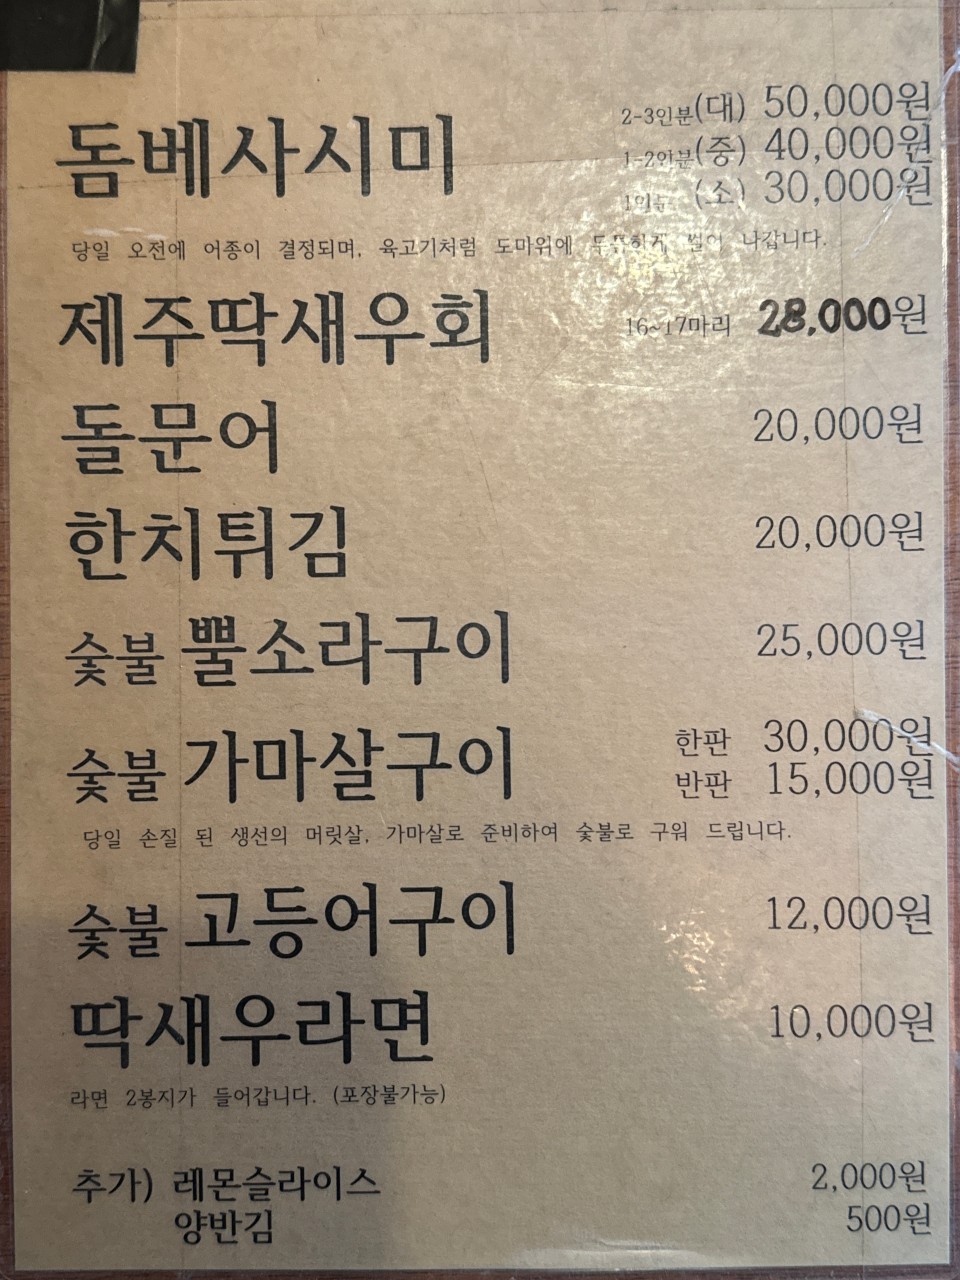 돔베사시미 2-3인분(대) 50,000원
1-2인분(중) 40,000원
1인분 (소) 30,000원
당일 오전에 어종이 결정되며, 육고기처럼 도마위에 두툼하게 썰어 나갑니다.
제주딱새우회 16~17마리 28,000원
돌문어 20,000원
한치튀김 20,000원
숯불 뿔소라구이 25,000원
숯불 가마살구이 한판 30,000원
반판 15,000원
당일 손질 된 생선의 머릿살, 가마살로 준비하여 숯불로 구워 드립니다.
숯불 고등어구이 12,000원
딱새우라면 10,000원
라면 2봉지가 들어갑니다. (포장불가능)
추가) 레몬슬라이스 2,000원
양반김 500원